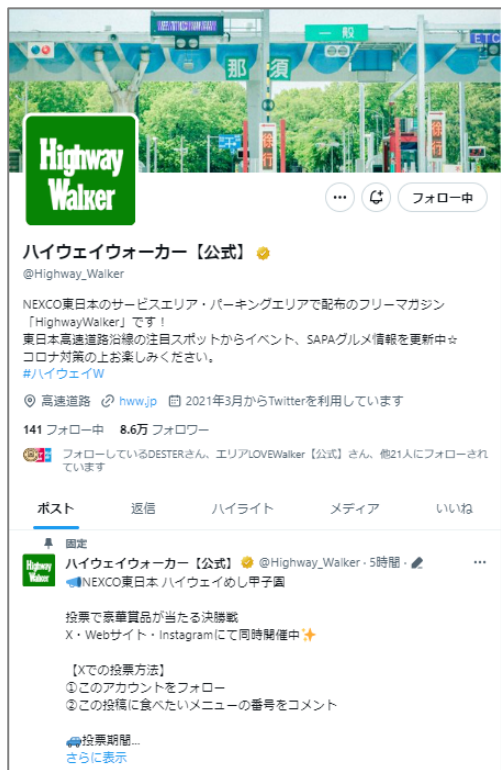 一般
ETC
那須
徐行
徐行
Highway
Walker
フォロー中
ハイウェイウォーカー【公式】
@Highway_Walker
NEXCO東日本のサービスエリア・パーキングエリアで配布のフリーマガジン
「HighwayWalker」です！
東日本高速道路沿線の注目スポットからイベント、SAPAグルメ情報を更新中☆
コロナ対策の上お楽しみください。
#ハイウェイW
高速道路 hww.jp 2021年3月からTwitterを利用しています
141 フォロー中 8.6万 フォロワー
フォローしているDESTERさん、エリアLOVEWalker【公式】さん、他21人にフォローされ
ています
ポスト 返信 ハイライト メディア いいね
固定
Highway
Walker
ハイウェイウォーカー【公式】 @Highway_Walker · 5時間 ·
📣NEXCO東日本 ハイウェイめし甲子園
投票で豪華賞品が当たる決勝戦
X・Webサイト・Instagramにて同時開催中✨
【Xでの投票方法】
①このアカウントをフォロー
②この投稿に食べたいメニューの番号をコメント
🚙投票期間...
さらに表示